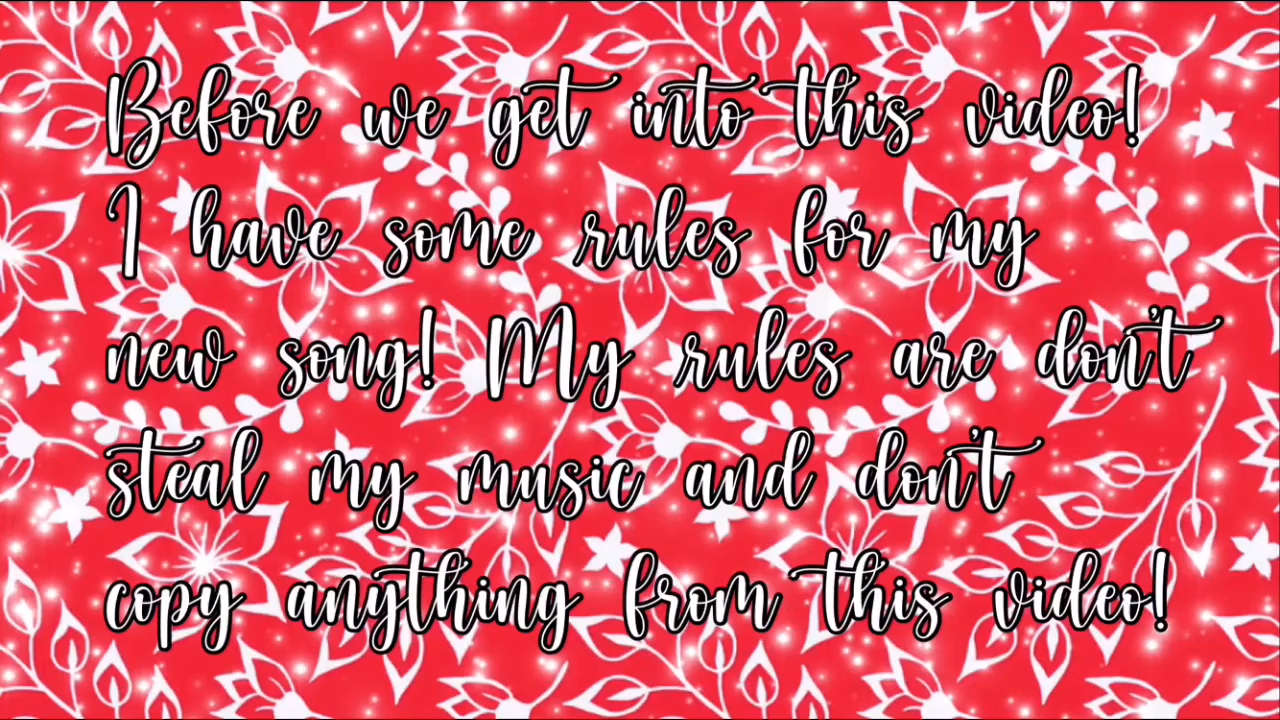 Before we get into this video!
I have some rules for my
new song! My rules are don't
steal my music and don't
copy anything from this video!